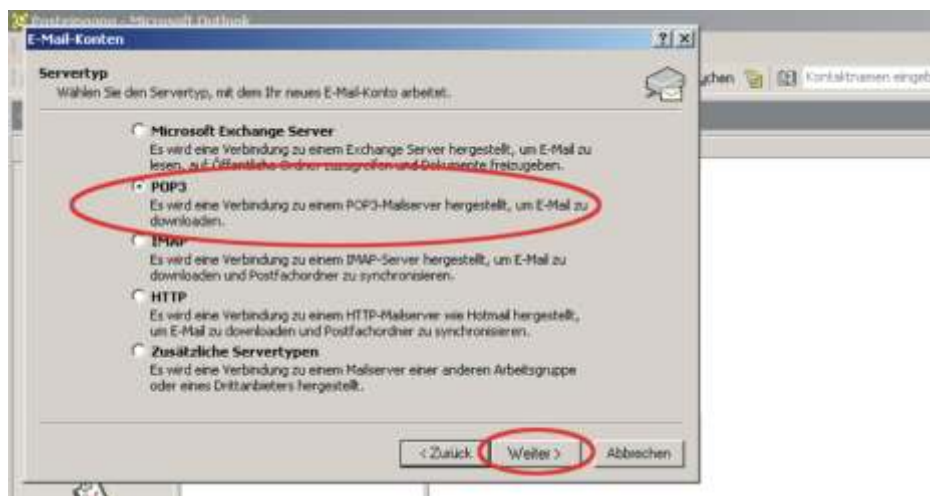 Posteingang - Microsoft Outlook
E-Mail-Konten
Servertyp
Wählen Sie den Servertyp, mit dem Ihr neues E-Mail-Konto arbeitet.
Microsoft Exchange Server
Es wird eine Verbindung zu einem Exchange Server hergestellt, um E-Mail zu
lesen, auf Öffentliche Ordner zuzugreifen und Dokumente freizugeben.
POP3
Es wird eine Verbindung zu einem POP3-Mailserver hergestellt, um E-Mail zu
downloaden.
IMAP
Es wird eine Verbindung zu einem IMAP-Server hergestellt, um E-Mail zu
downloaden und Postfachordner zu synchronisieren.
HTTP
Es wird eine Verbindung zu einem HTTP-Mailserver wie Hotmail hergestellt,
um E-Mail zu downloaden und Postfachordner zu synchronisieren.
Zusätzliche Servertypen
Es wird eine Verbindung zu einem Mailserver einer anderen Arbeitsgruppe
oder eines Drittanbieters hergestellt.
< Zurück Weiter > Abbrechen
uchen Kontaktnamen eingeb